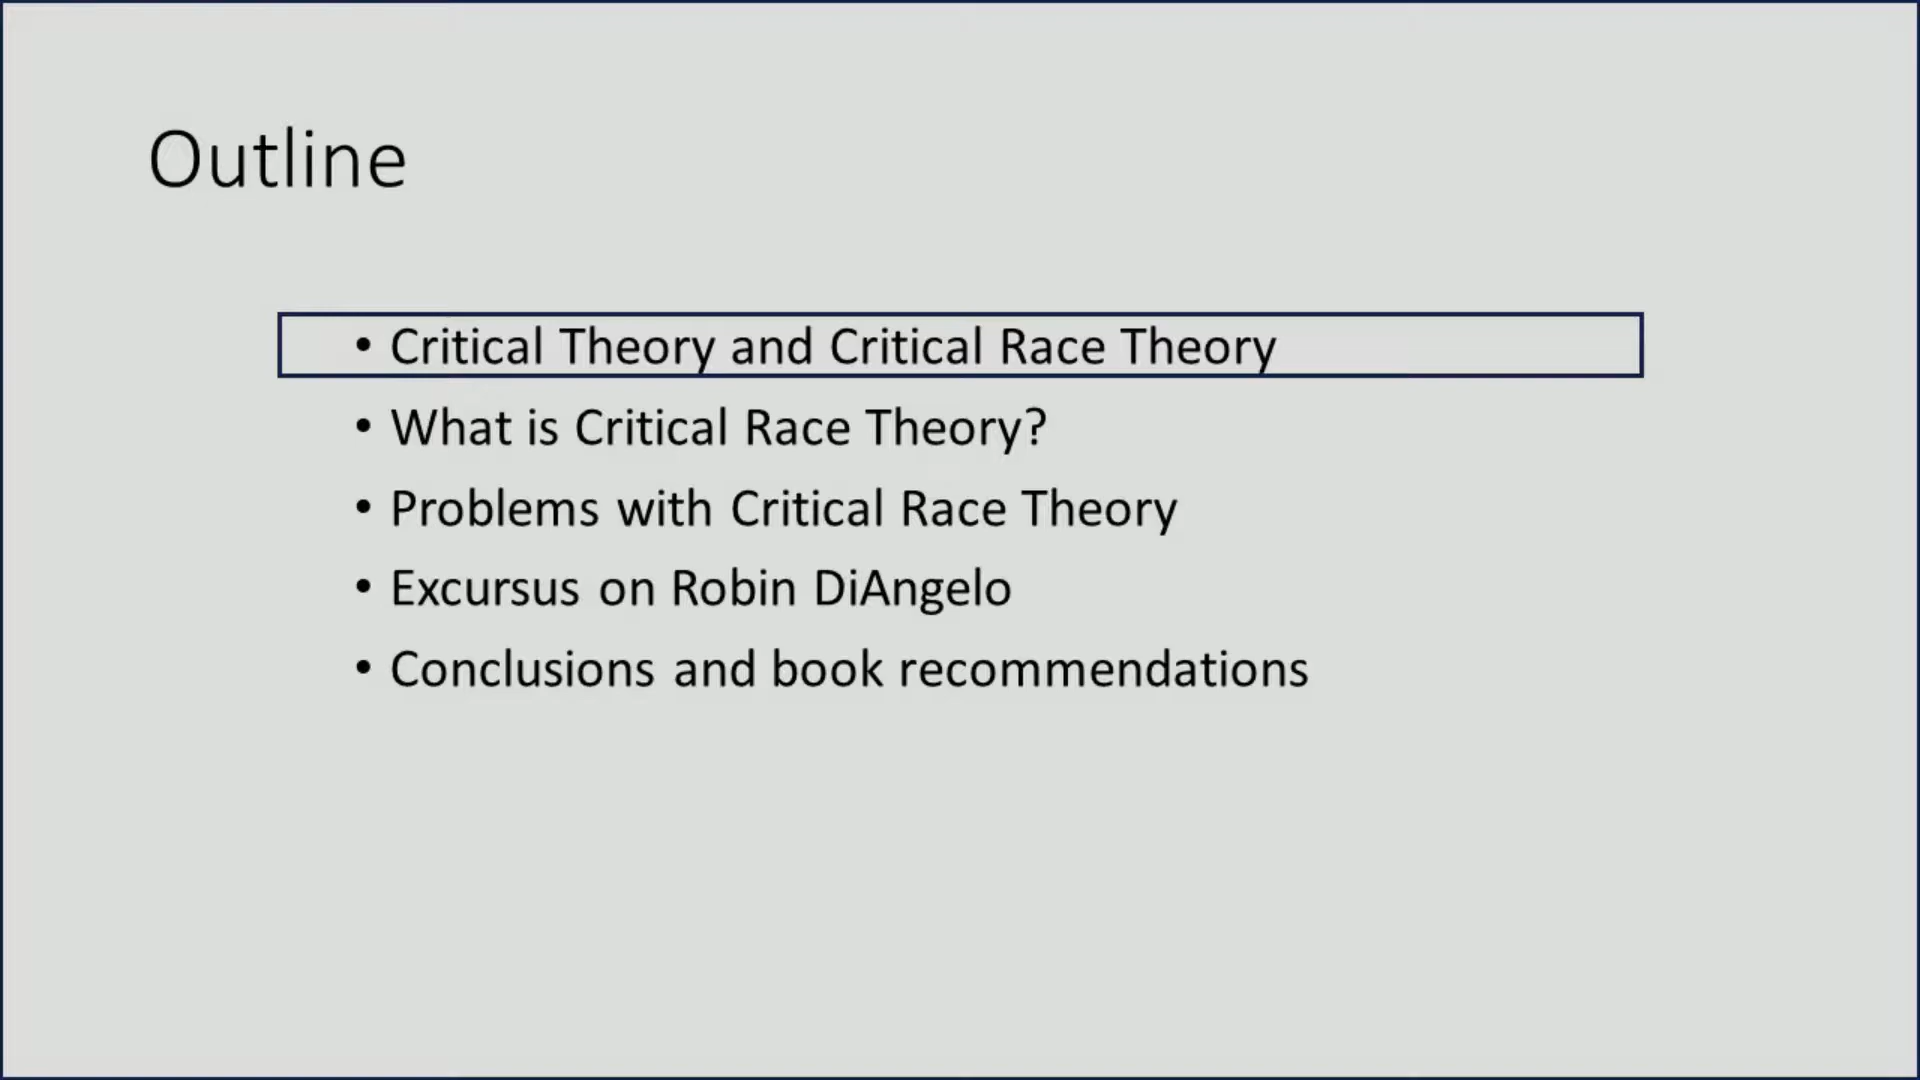 Outline
• Critical Theory and Critical Race Theory
• What is Critical Race Theory?
• Problems with Critical Race Theory
• Excursus on Robin DiAngelo
• Conclusions and book recommendations